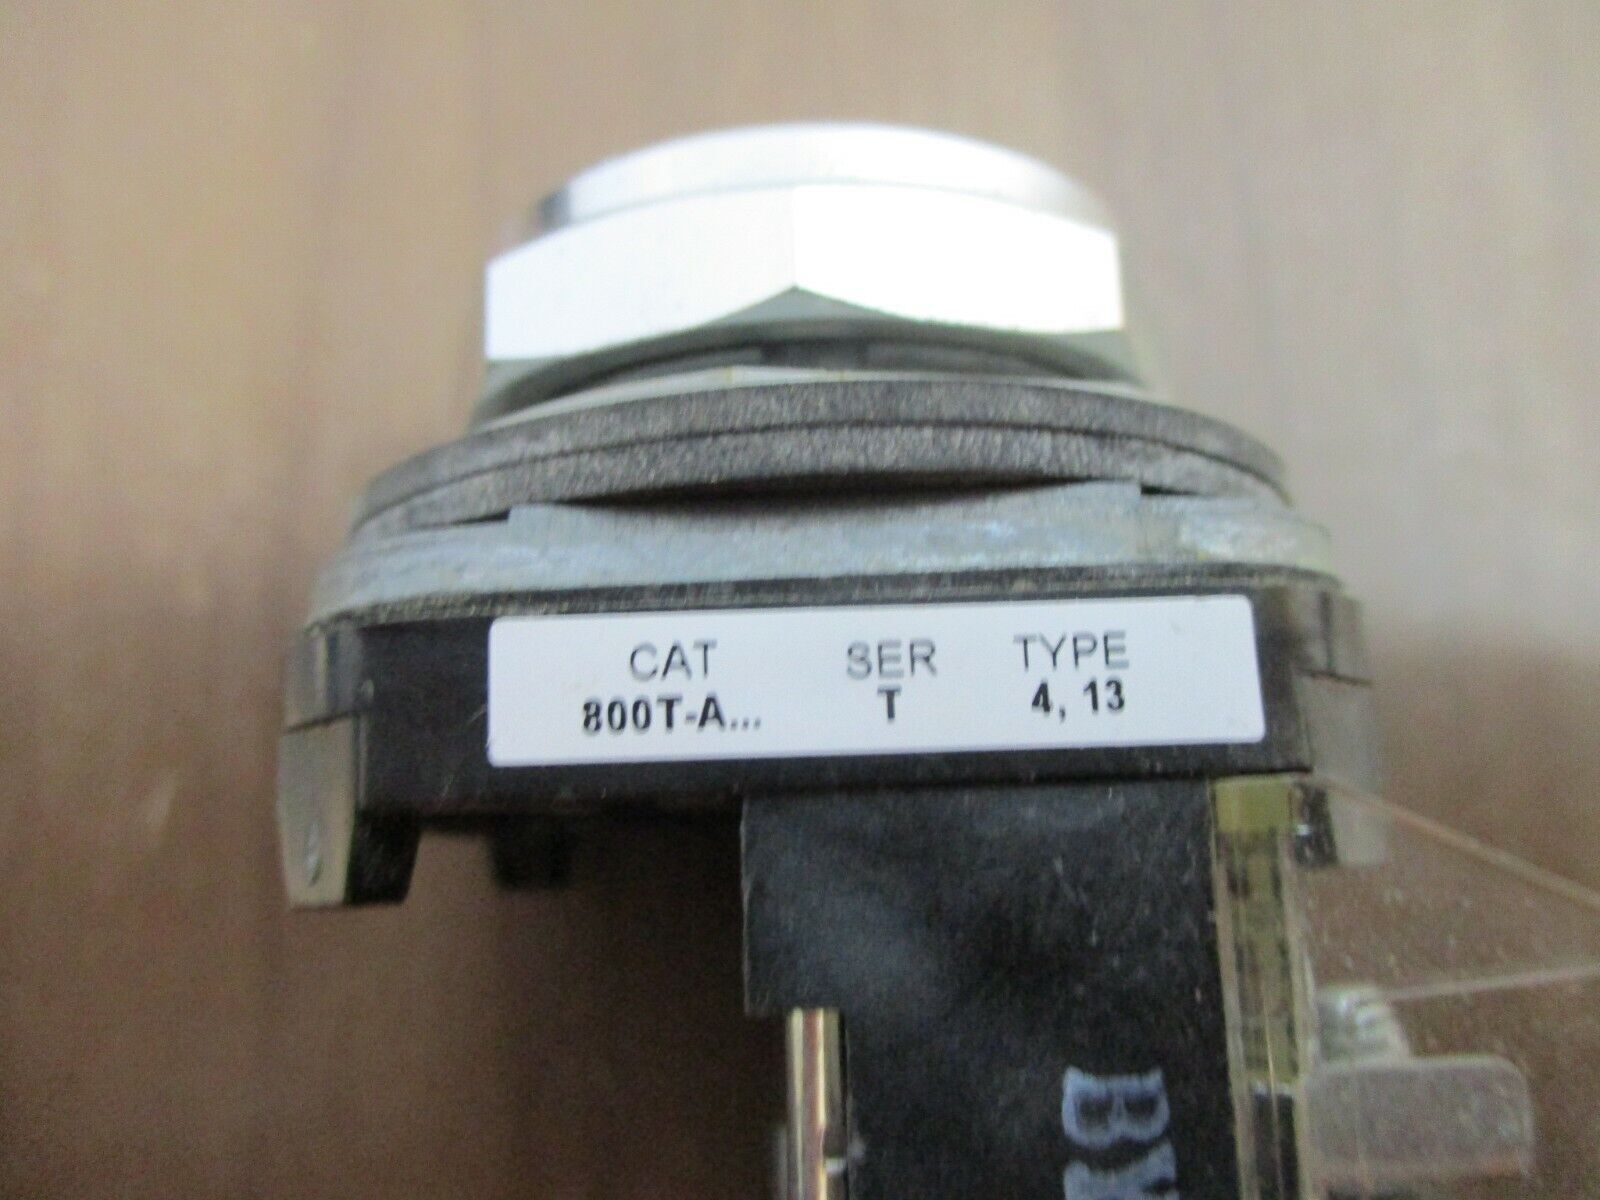 CAT SER TYPE
800T-A... T 4, 13